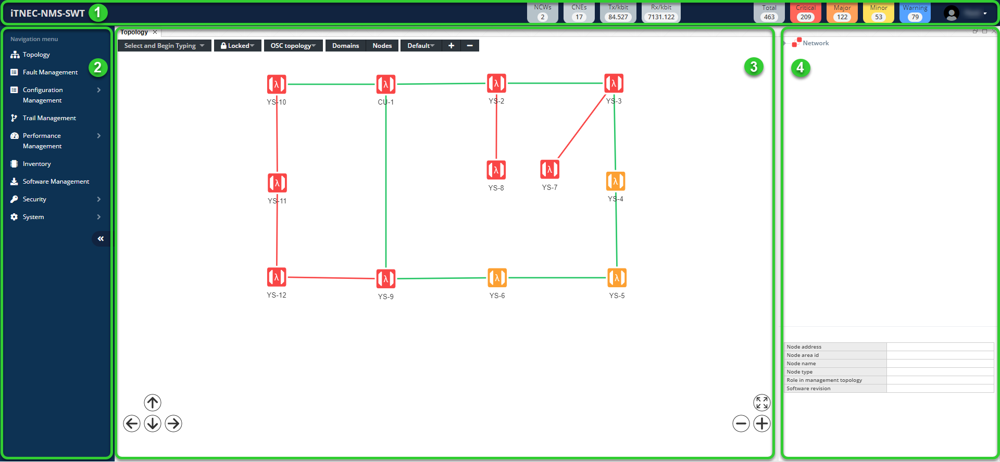 iTNEC-NMS-SWT
1
NCWs
2
CNEs
17
Tx/kbit
84.527
Rx/kbit
7131.122
Total
463
Critical
209
Major
122
Minor
53
Warning
79
Navigation menu
Topology
Fault Management
Configuration
Management
Trail Management
Performance
Management
Inventory
Software Management
Security
System
2
Topology
Select and Begin Typing
Locked
OSC topology
Domains
Nodes
Default
3
YS-10
CU-1
YS-2
YS-3
YS-8
YS-7
YS-4
YS-11
YS-12
YS-9
YS-6
YS-5
Network
4
Node address
Node area id
Node name
Node type
Role in management topology
Software revision